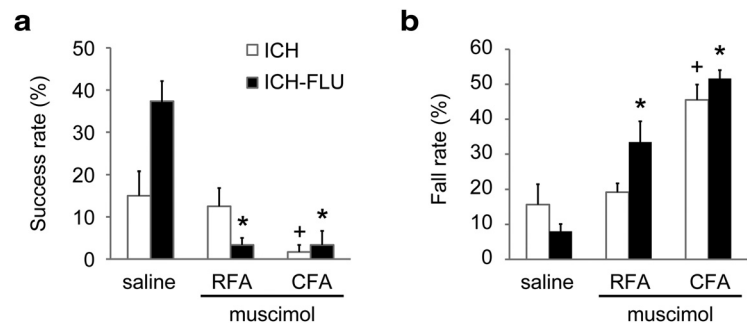 a
Success rate (%)
50
40
30
20
10
0
ICH
ICH-FLU
+
*
*
saline
RFA
CFA
muscimol
b
Fall rate (%)
60
50
40
30
20
10
0
*
+
*
saline
RFA
CFA
muscimol